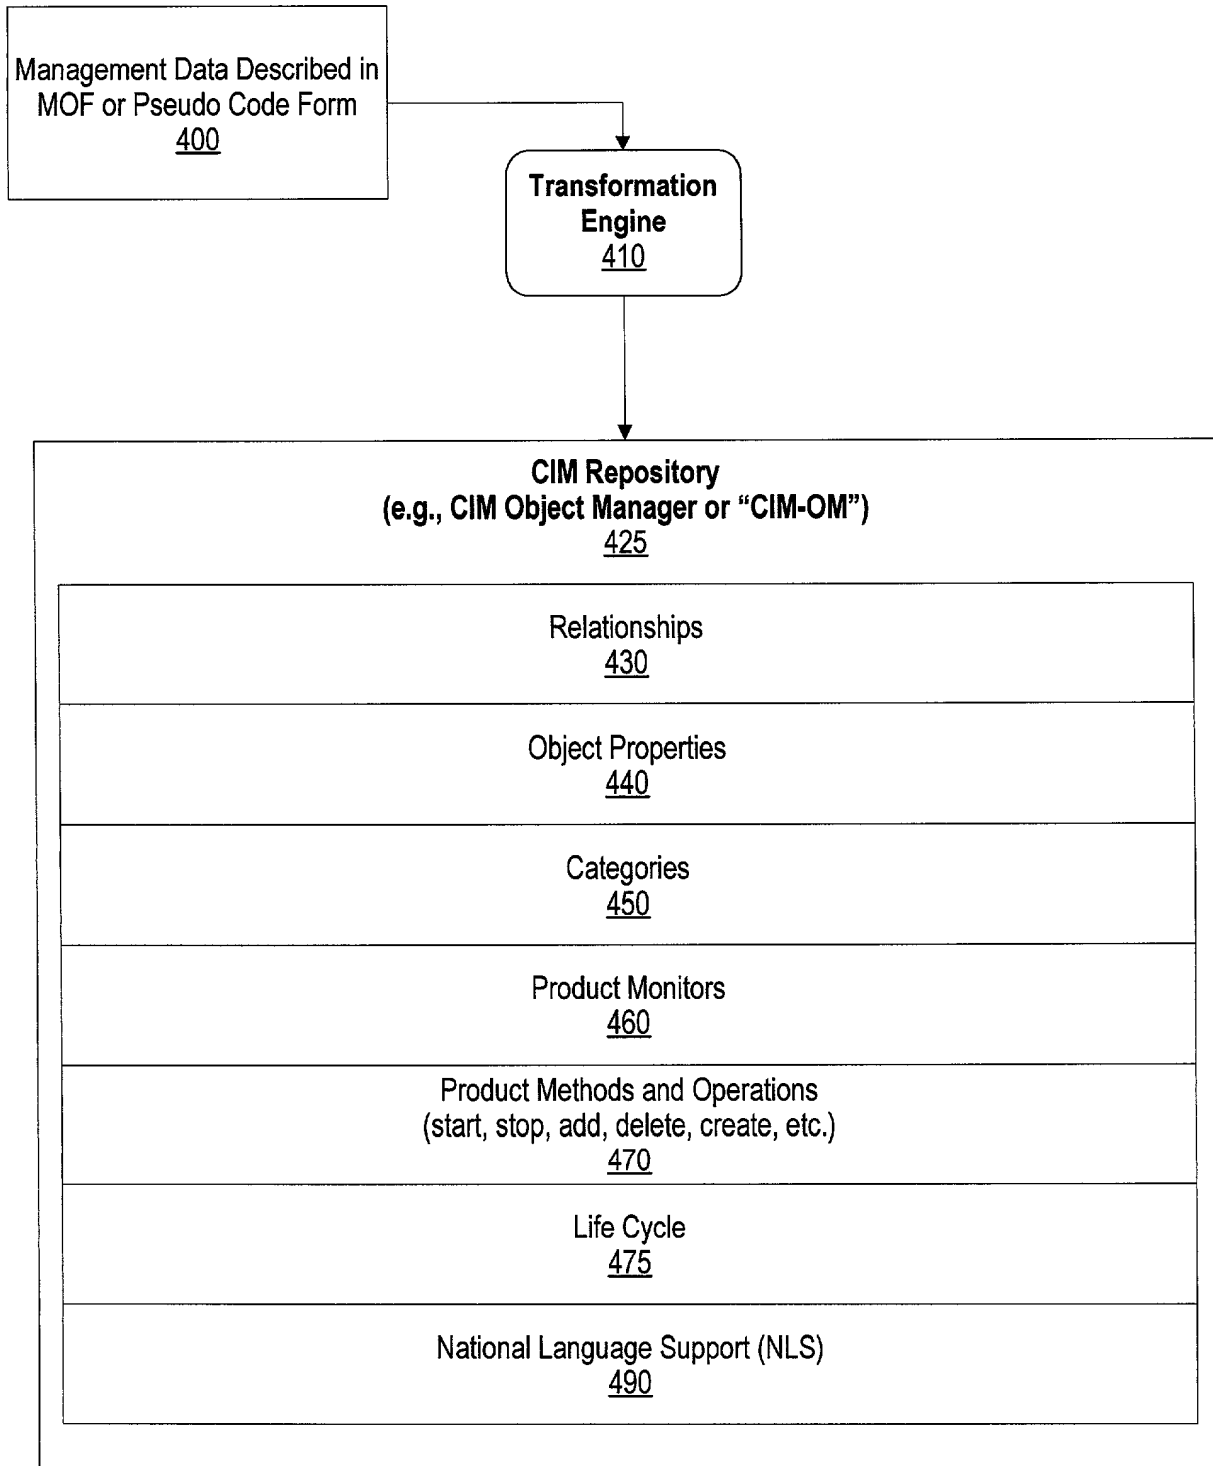 Management Data Described in
MOF or Pseudo Code Form
400
Transformation
Engine
410
CIM Repository
(e.g., CIM Object Manager or “CIM-OM”)
425
Relationships
430
Object Properties
440
Categories
450
Product Monitors
460
Product Methods and Operations
(start, stop, add, delete, create, etc.)
470
Life Cycle
475
National Language Support (NLS)
490